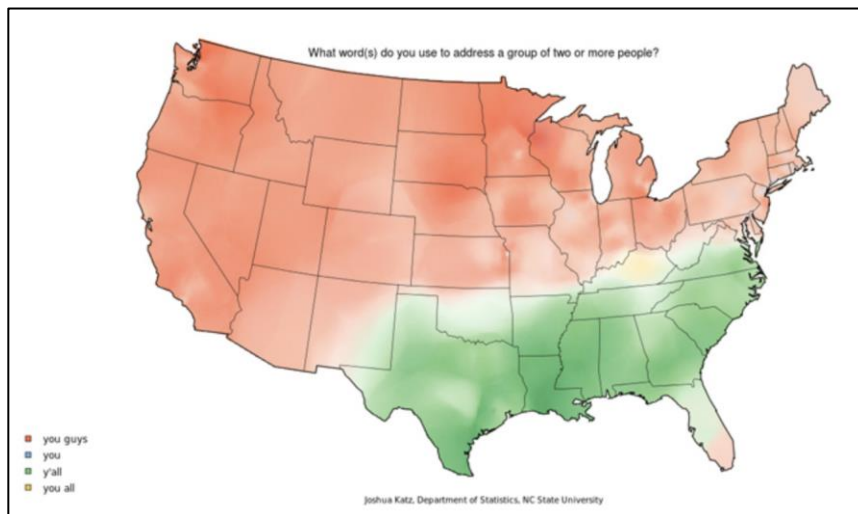 What word(s) do you use to address a group of two or more people?
you guys
you
y'all
you all
Joshua Katz, Department of Statistics, NC State University